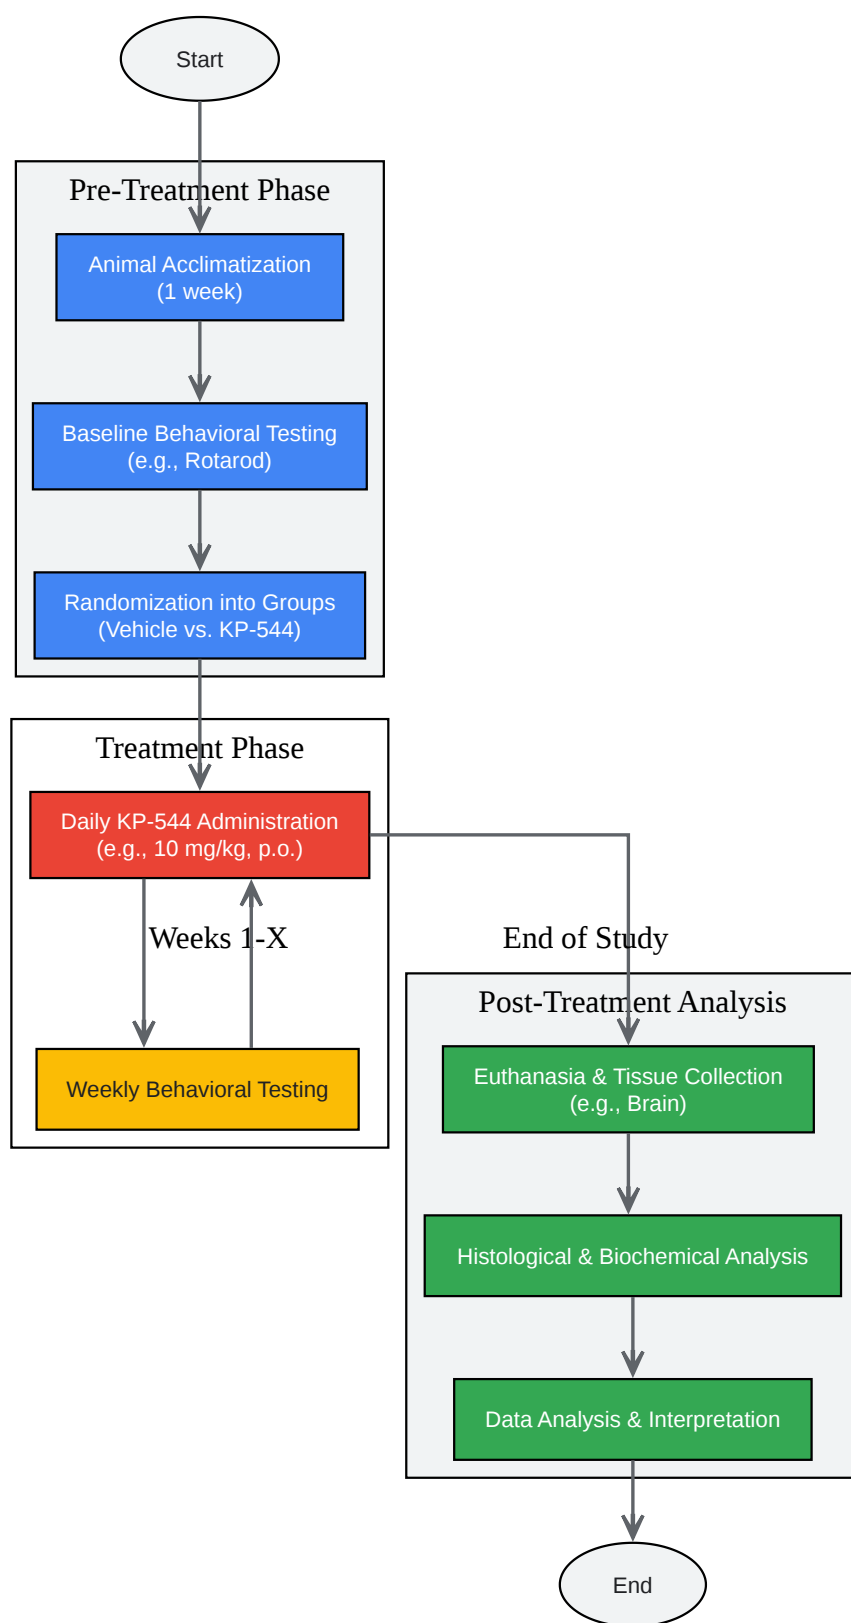 Start
Pre-Treatment Phase
Animal Acclimatization
(1 week)
Baseline Behavioral Testing
(e.g., Rotarod)
Randomization into Groups
(Vehicle vs. KP-544)
Treatment Phase
Daily KP-544 Administration
(e.g., 10 mg/kg, p.o.)
Weeks 1-X
Weekly Behavioral Testing
End of Study
Post-Treatment Analysis
Euthanasia & Tissue Collection
(e.g., Brain)
Histological & Biochemical Analysis
Data Analysis & Interpretation
End